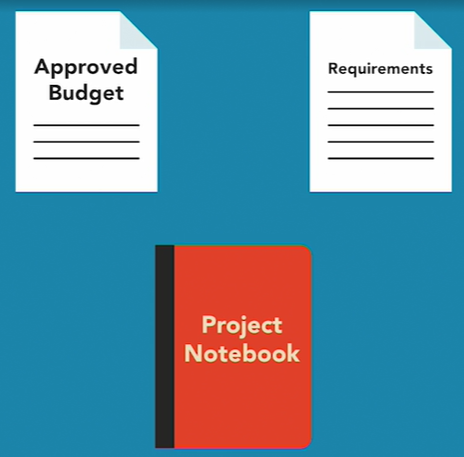 Approved
Budget
Requirements
Project
Notebook